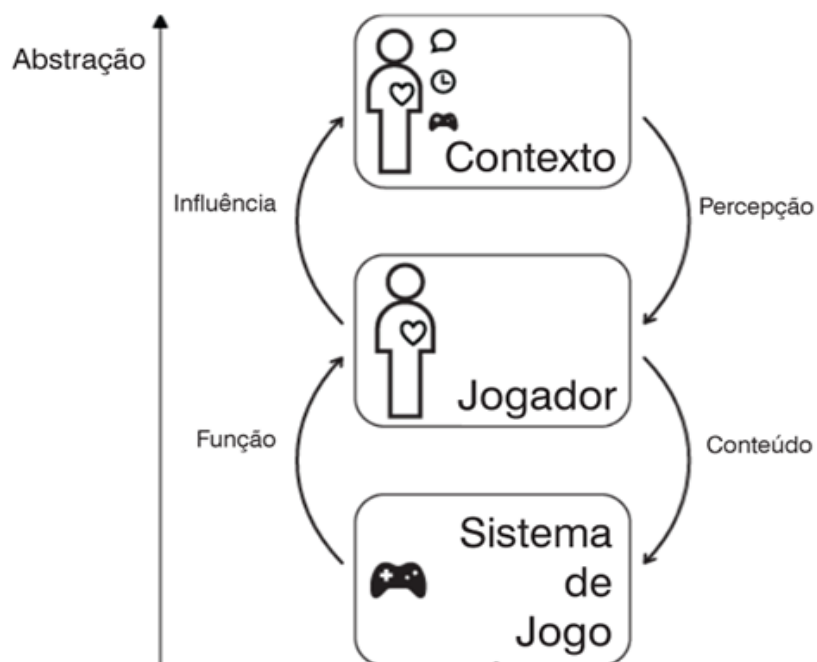 Abstração
Contexto
Influência
Percepção
Jogador
Função
Conteúdo
Sistema
de
Jogo